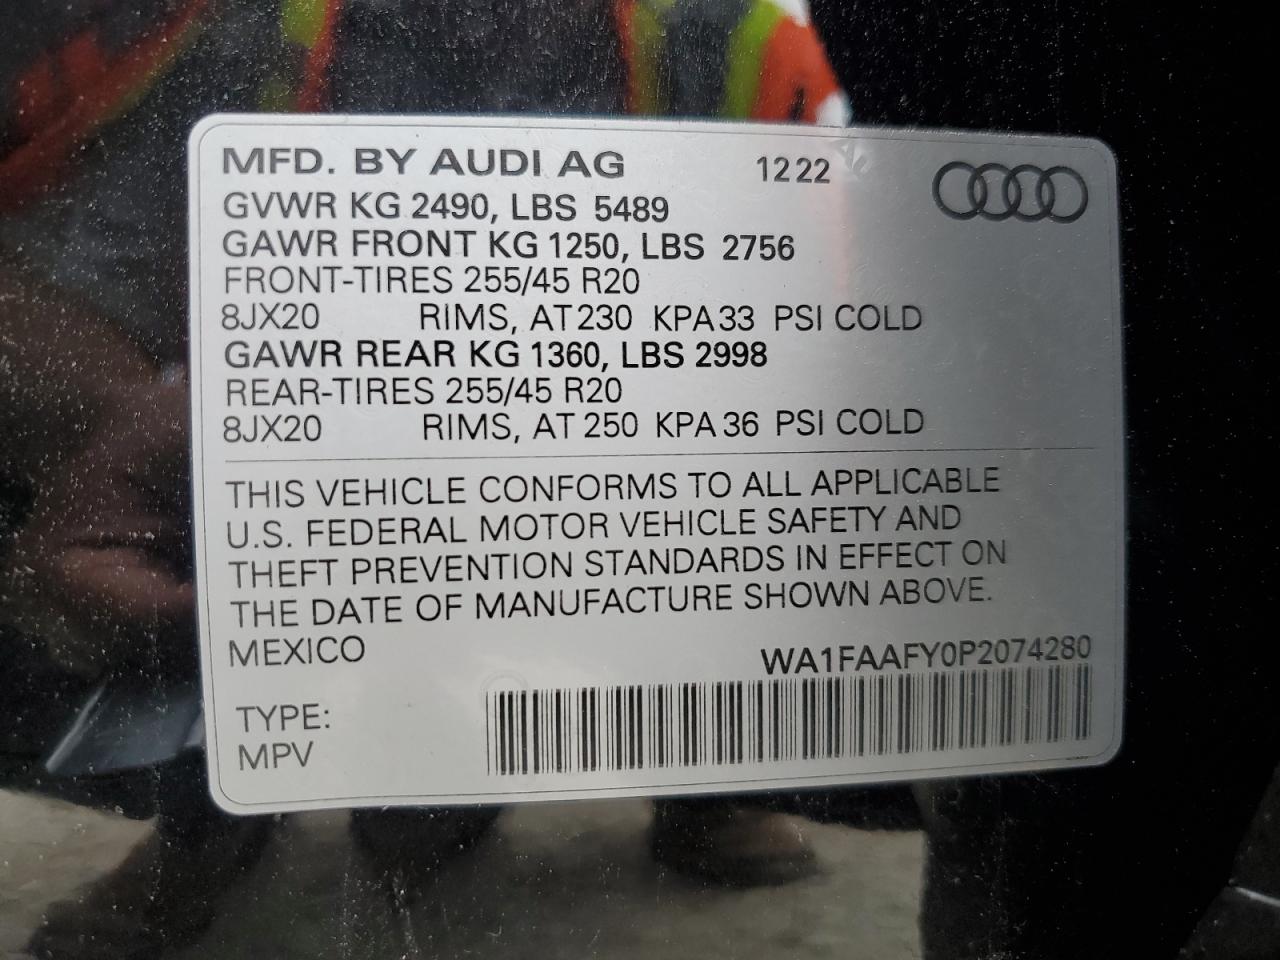 MFD. BY AUDI AG 1222
GVWR KG 2490, LBS 5489
GAWR FRONT KG 1250, LBS 2756
FRONT-TIRES 255/45 R20
8JX20 RIMS, AT 230 KPA 33 PSI COLD
GAWR REAR KG 1360, LBS 2998
REAR-TIRES 255/45 R20
8JX20 RIMS, AT 250 KPA 36 PSI COLD
THIS VEHICLE CONFORMS TO ALL APPLICABLE
U.S. FEDERAL MOTOR VEHICLE SAFETY AND
THEFT PREVENTION STANDARDS IN EFFECT ON
THE DATE OF MANUFACTURE SHOWN ABOVE.
MEXICO WA1FAAFY0P2074280
TYPE:
MPV